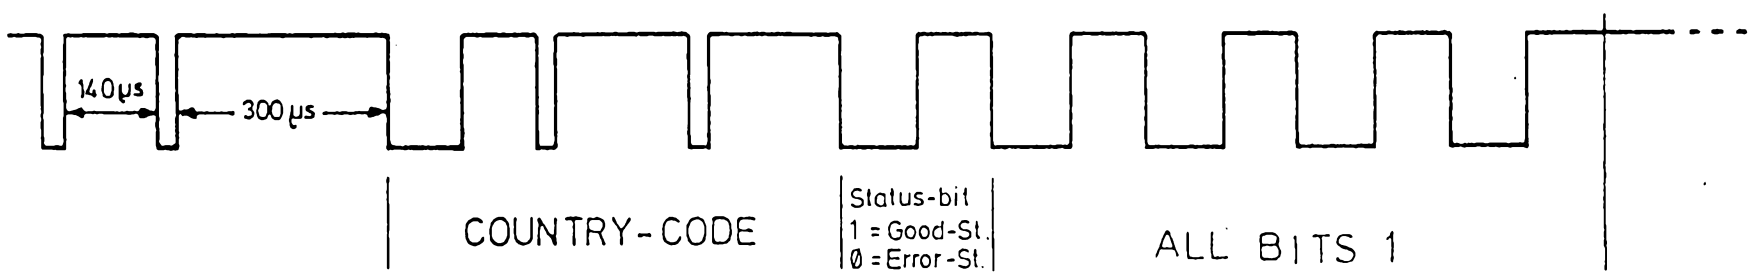 140µs
300µs
COUNTRY-CODE
Status-bit
1 = Good-St.
Ø = Error-St.
ALL BITS 1